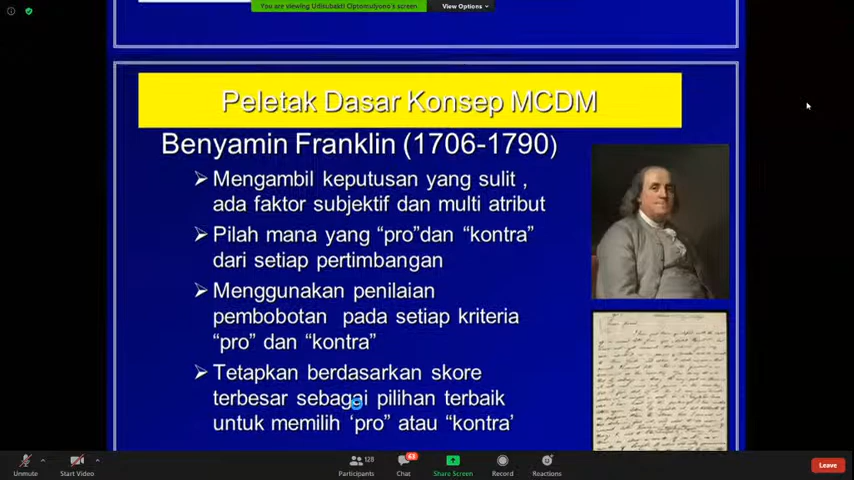 You are viewing Udisubakti Optomulyono's screen
View Options
Peletak Dasar Konsep MCDM
Benyamin Franklin (1706-1790)
Mengambil keputusan yang sulit ,
ada faktor subjektif dan multi atribut
Pilah mana yang "pro"dan "kontra"
dari setiap pertimbangan
Menggunakan penilaian
pembobotan pada setiap kriteria
"pro" dan "kontra"
Tetapkan berdasarkan skore
terbesar sebagai pilihan terbaik
untuk memilih 'pro" atau "kontra'
Unmute
Start Video
Participants
128
Chat
63
Share Screen
Record
Reactions
Leave